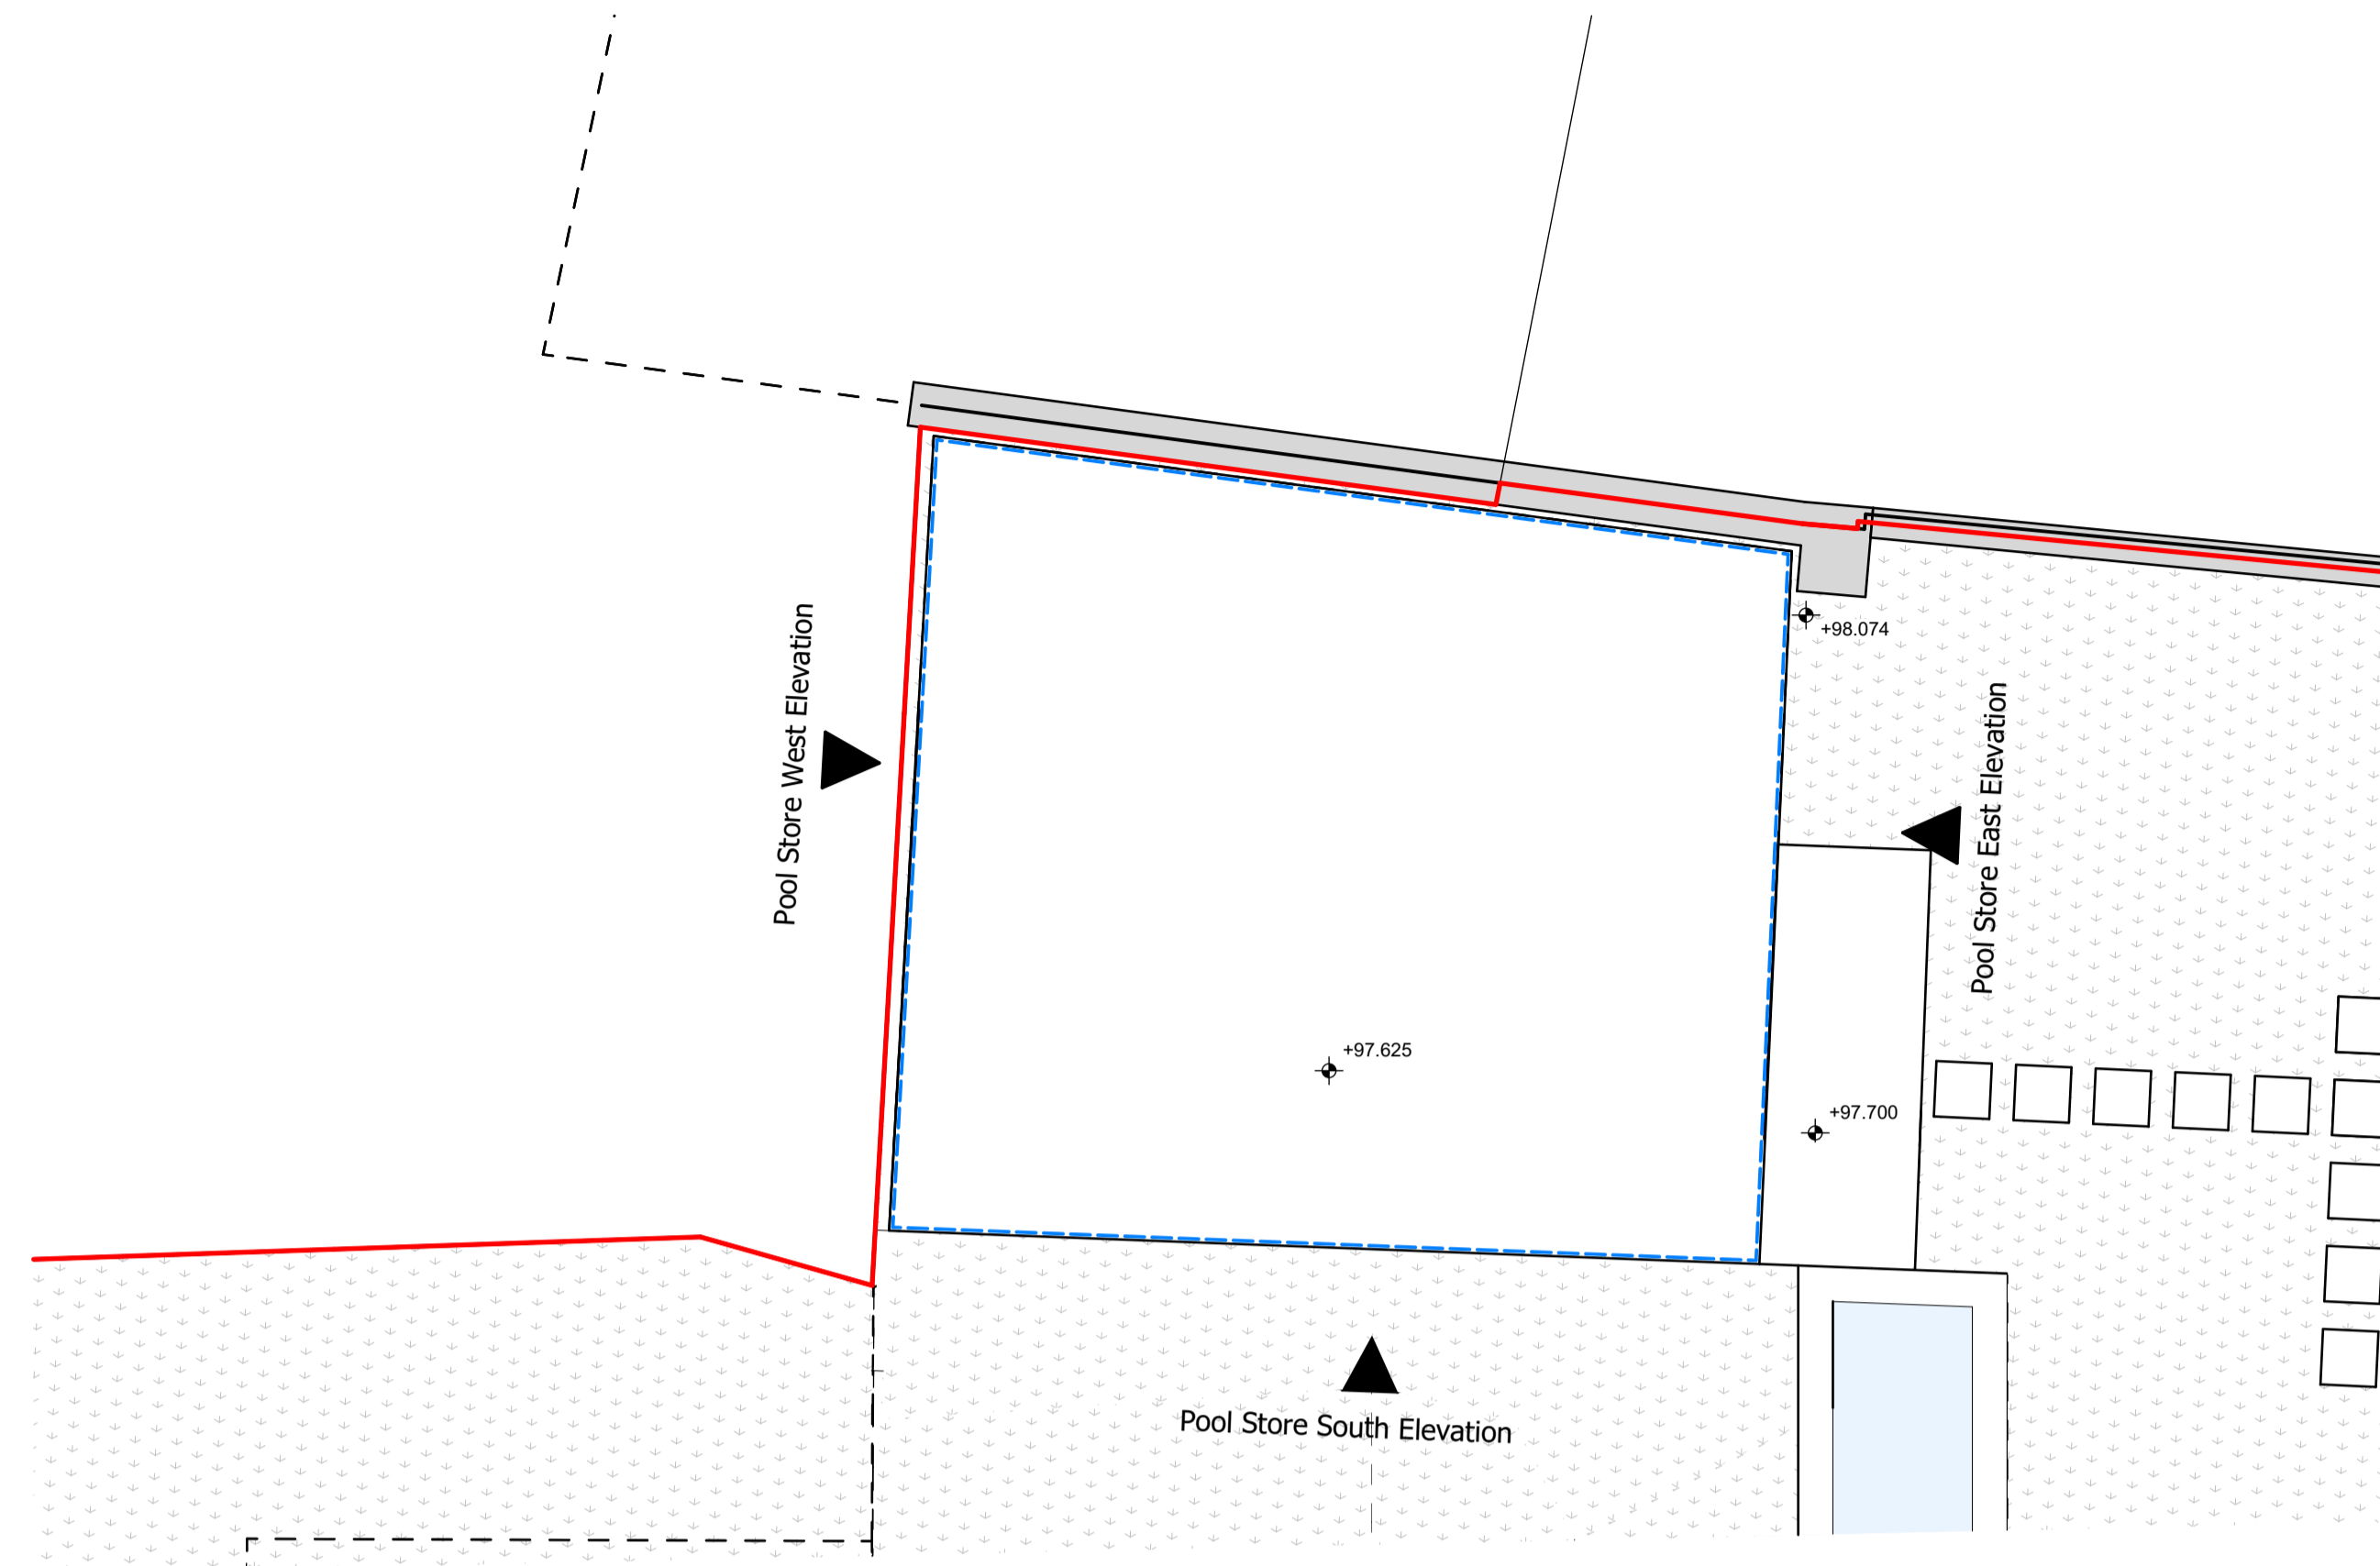 +98.074
Pool Store West Elevation
Pool Store East Elevation
+97.625
+97.700
Pool Store South Elevation